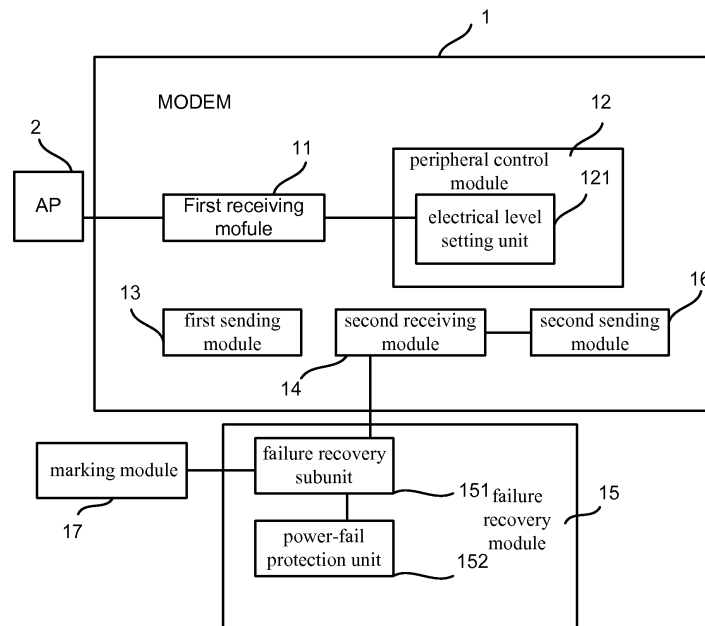 1
MODEM
2
12
11
peripheral control
module
121
AP
First receiving
mofule
electrical level
setting unit
13
16
first sending
module
second receiving
module
second sending
module
14
marking module
failure recovery
subunit
17
151
failure
recovery
module
15
power-fail
protection unit
152